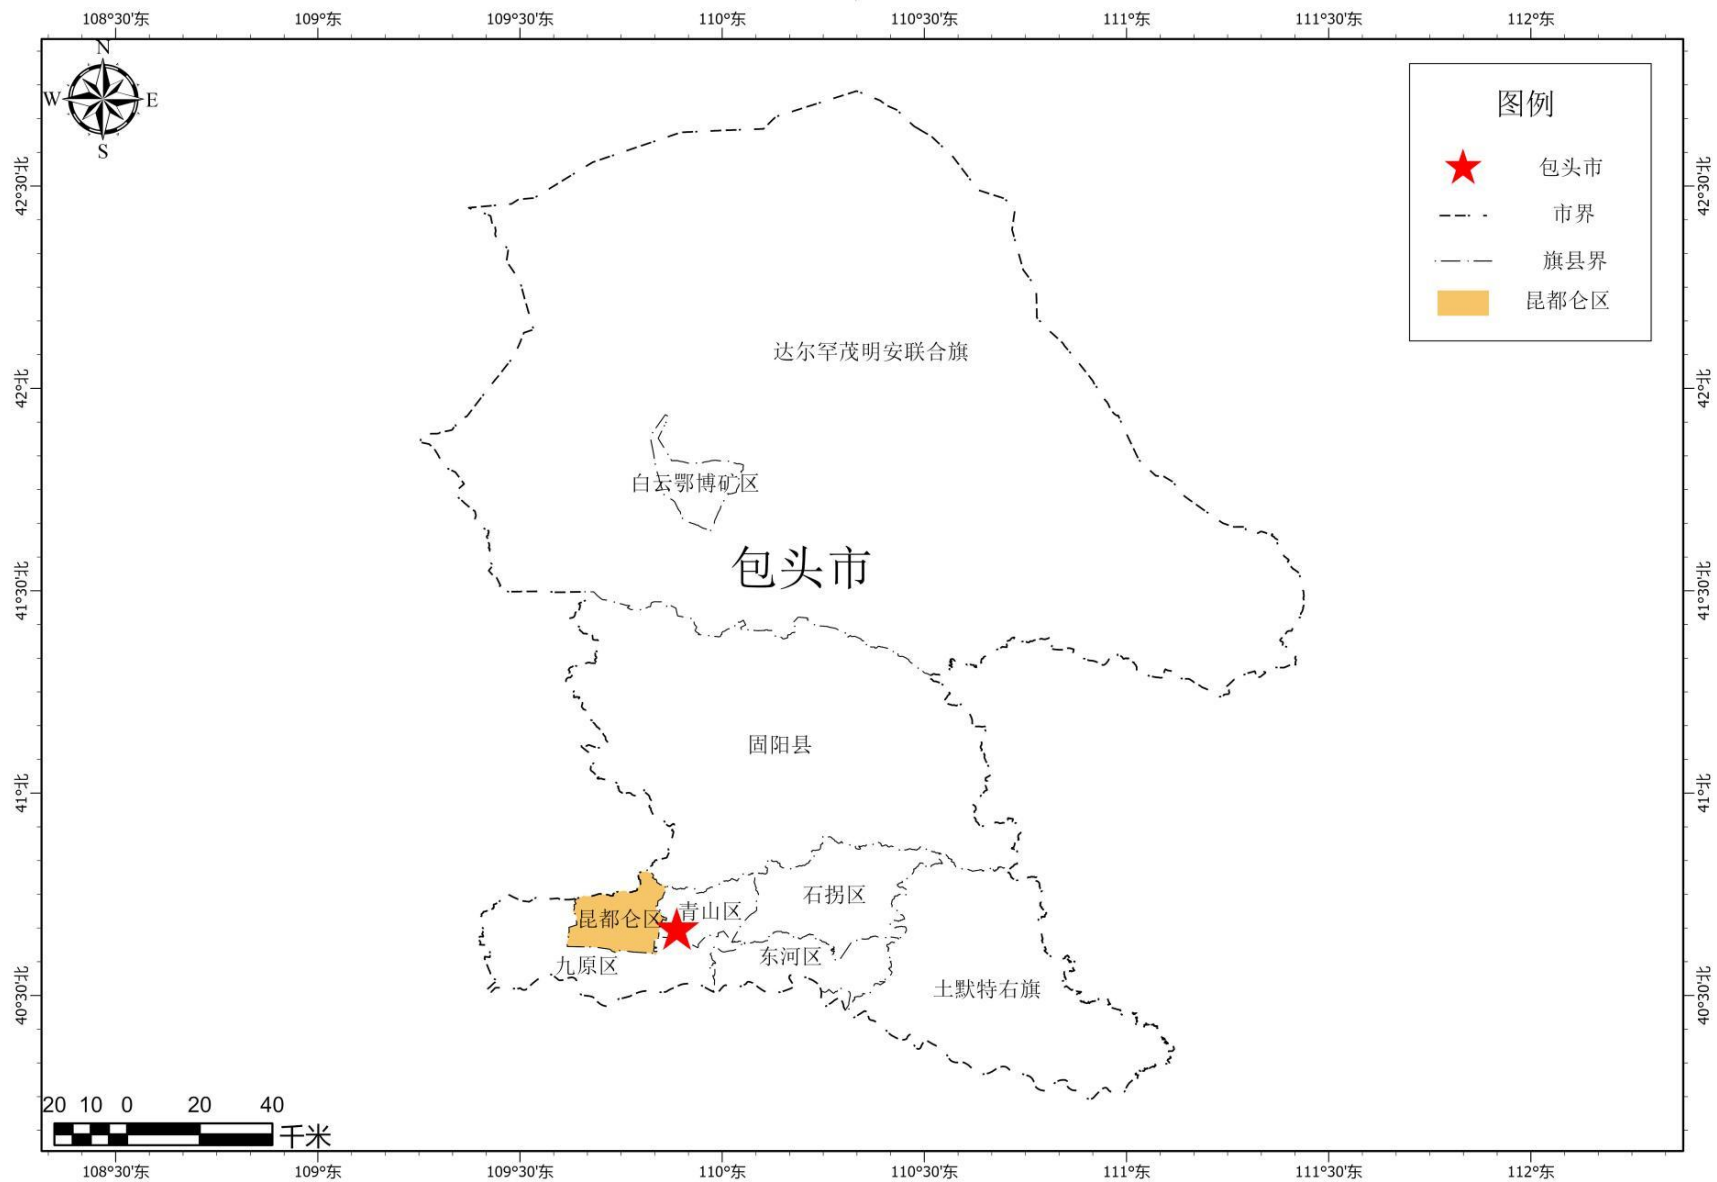 108°30'东 109°东 109°30'东 110°东 110°30'东 111°东 111°30'东 112°东
N
W E
S
图例
包头市
市界
旗县界
昆都仑区
42°30'北 42°30'北
达尔罕茂明安联合旗
42°北 42°北
白云鄂博矿区
包头市
41°30'北 41°30'北
固阳县
41°北 41°北
石拐区
青山区
昆都仑区
东河区
九原区
土默特右旗
40°30'北 40°30'北
20 10 0 20 40
千米
108°30'东 109°东 109°30'东 110°东 110°30'东 111°东 111°30'东 112°东